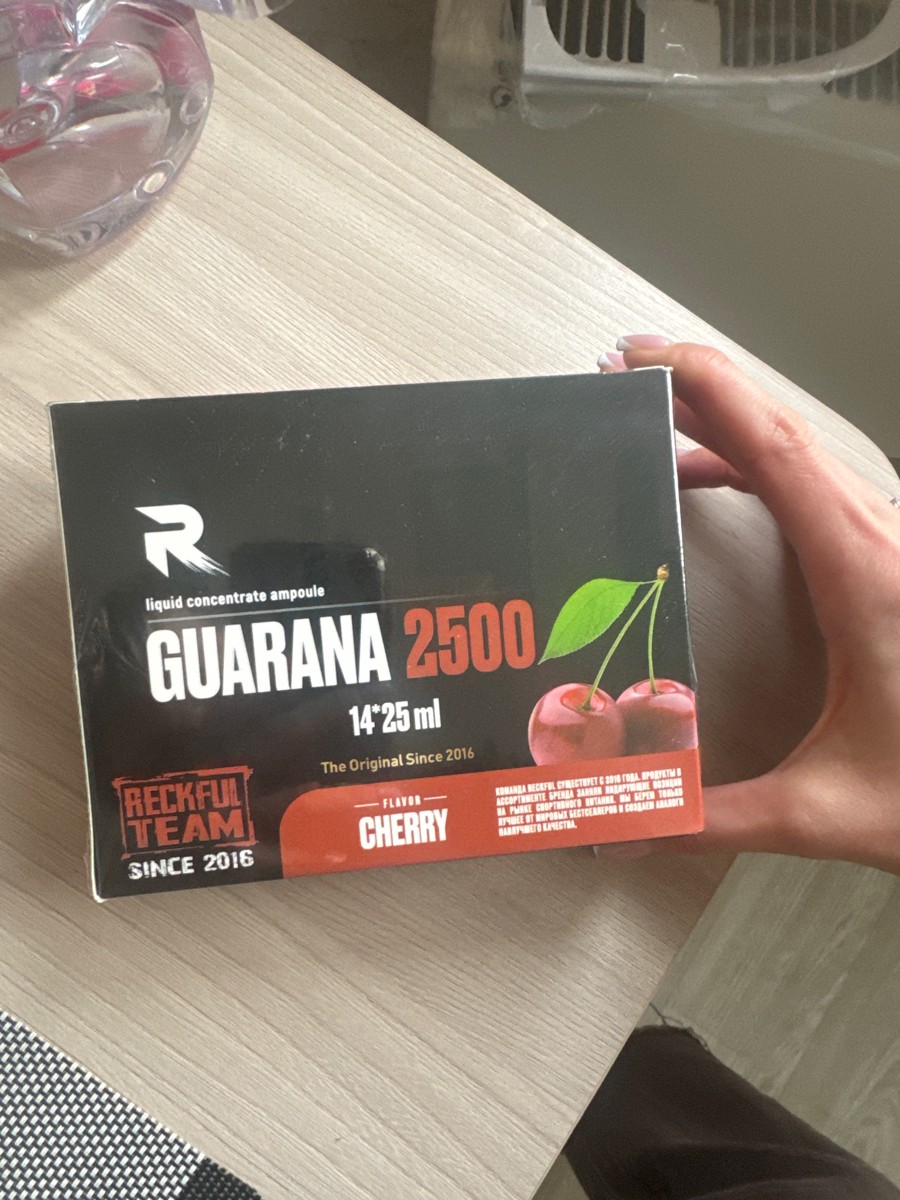 R
liquid concentrate ampoule
GUARANA 2500
14*25 ml
The Original Since 2016
RECKFUL
TEAM
SINCE 2016
FLAVOR
CHERRY
КОМАНДА RECKFUL СУЩЕСТВУЕТ С 2016 ГОДА. ПРОДУКТЫ В
АССОРТИМЕНТЕ БРЕНДА ЗАНЯЛИ ЛИДИРУЮЩИЕ ПОЗИЦИИ
НА РЫНКЕ СПОРТИВНОГО ПИТАНИЯ. МЫ БЕРЕМ ТОЛЬКО
ЛУЧШЕЕ ОТ МИРОВЫХ БЕСТСЕЛЛЕРОВ И СОЗДАЕМ АНАЛОГИ
НАИЛУЧШЕГО КАЧЕСТВА.